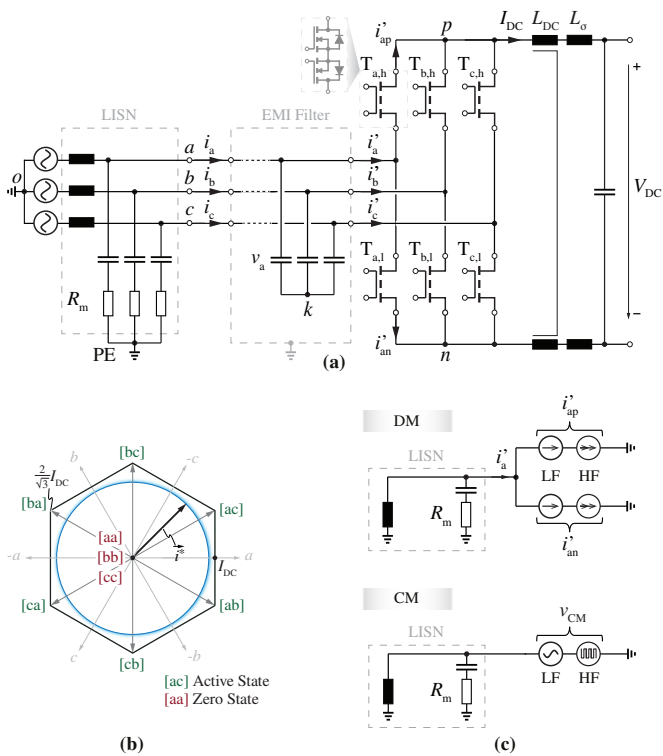 i'ap p IDC LDC Lσ
Ta,h Tb,h Tc,h
LISN EMI Filter
a ia i'a
o b ib i'b
c ic i'c
+
VDC
−
Ta,l Tb,l Tc,l
va
Rm k
PE
i'an n
(a)
b [bc] -c
2/√3 IDC
[ba] [ac]
[aa]
-a [bb] i* a
[cc] IDC
[ca] [ab]
c [cb] -b
[ac] Active State
[aa] Zero State
(b)
DM i'ap
LISN i'a
LF HF
Rm
i'an
CM
LISN vCM
LF HF
Rm
(c)